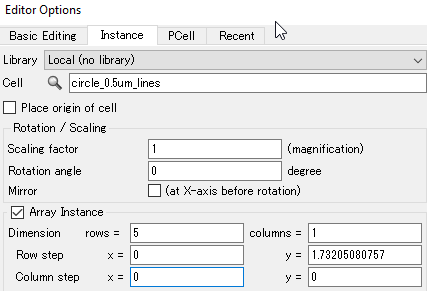 Editor Options
Basic Editing Instance PCell Recent
Library Local (no library)
Cell circle_0.5um_lines
Place origin of cell
Rotation / Scaling
Scaling factor 1 (magnification)
Rotation angle 0 degree
Mirror (at X-axis before rotation)
Array Instance
Dimension rows = 5 columns = 1
Row step x = 0 y = 1.73205080757
Column step x = 0 y = 0